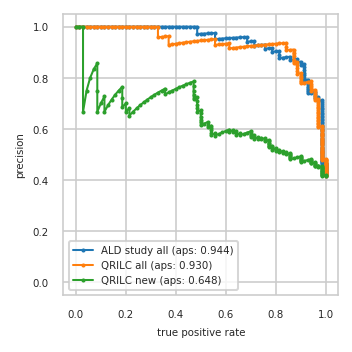 1.0
0.8
0.6
0.4
0.2
0.0
precision
ALD study all (aps: 0.944)
QRILC all (aps: 0.930)
QRILC new (aps: 0.648)
0.0 0.2 0.4 0.6 0.8 1.0
true positive rate